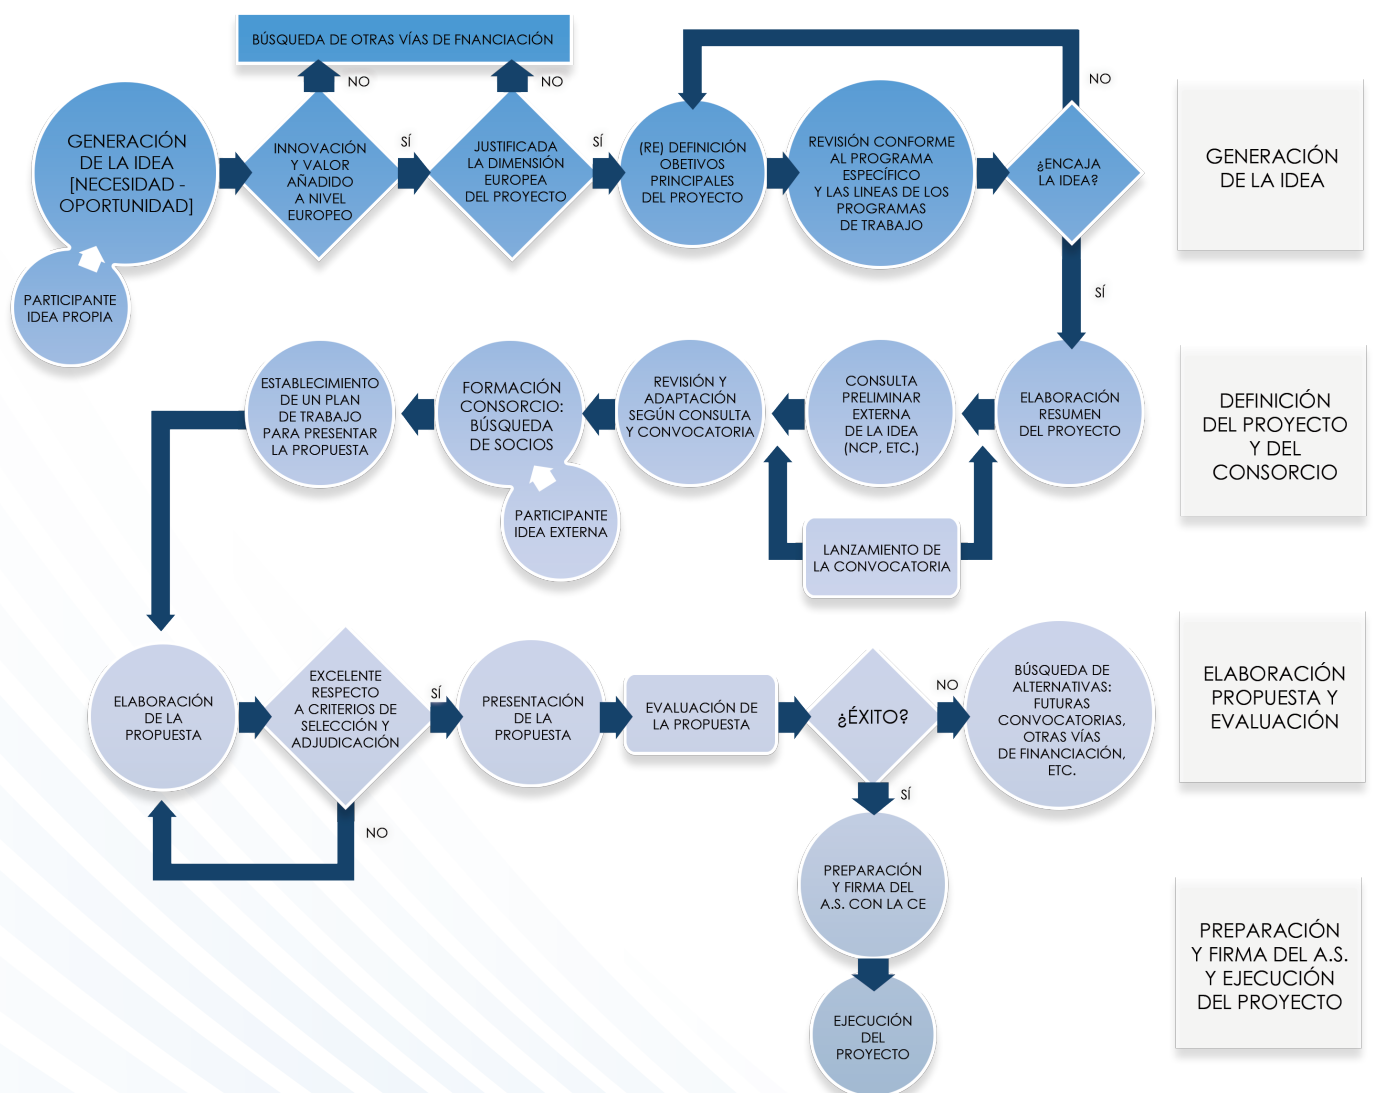 BÚSQUEDA DE OTRAS VÍAS DE FNANCIACIÓN
NO
NO
NO
GENERACIÓN
DE LA IDEA
[NECESIDAD -
OPORTUNIDAD]
PARTICIPANTE
IDEA PROPIA
INNOVACIÓN
Y VALOR
AÑADIDO
A NIVEL
EUROPEO
SÍ
JUSTIFICADA
LA DIMENSIÓN
EUROPEA
DEL PROYECTO
SÍ
(RE) DEFINICIÓN
OBETIVOS
PRINCIPALES
DEL PROYECTO
REVISIÓN CONFORME
AL PROGRAMA
ESPECÍFICO
Y LAS LINEAS DE LOS
PROGRAMAS
DE TRABAJO
¿ENCAJA
LA IDEA?
SÍ
GENERACIÓN
DE LA IDEA
ESTABLECIMIENTO
DE UN PLAN
DE TRABAJO
PARA PRESENTAR
LA PROPUESTA
FORMACIÓN
CONSORCIO:
BÚSQUEDA
DE SOCIOS
PARTICIPANTE
IDEA EXTERNA
REVISIÓN Y
ADAPTACIÓN
SEGÚN CONSULTA
Y CONVOCATORIA
CONSULTA
PRELIMINAR
EXTERNA
DE LA IDEA
(NCP, ETC.)
ELABORACIÓN
RESUMEN
DEL PROYECTO
LANZAMIENTO DE
LA CONVOCATORIA
DEFINICIÓN
DEL PROYECTO
Y DEL
CONSORCIO
ELABORACIÓN
DE LA
PROPUESTA
EXCELENTE
RESPECTO
A CRITERIOS DE
SELECCIÓN Y
ADJUDICACIÓN
SÍ
NO
PRESENTACIÓN
DE LA
PROPUESTA
EVALUACIÓN DE
LA PROPUESTA
¿ÉXITO?
NO
SÍ
BÚSQUEDA DE
ALTERNATIVAS:
FUTURAS
CONVOCATORIAS,
OTRAS VÍAS
DE FINANCIACIÓN,
ETC.
ELABORACIÓN
PROPUESTA Y
EVALUACIÓN
PREPARACIÓN
Y FIRMA DEL
A.S. CON LA CE
EJECUCIÓN
DEL
PROYECTO
PREPARACIÓN
Y FIRMA DEL A.S.
Y EJECUCIÓN
DEL PROYECTO